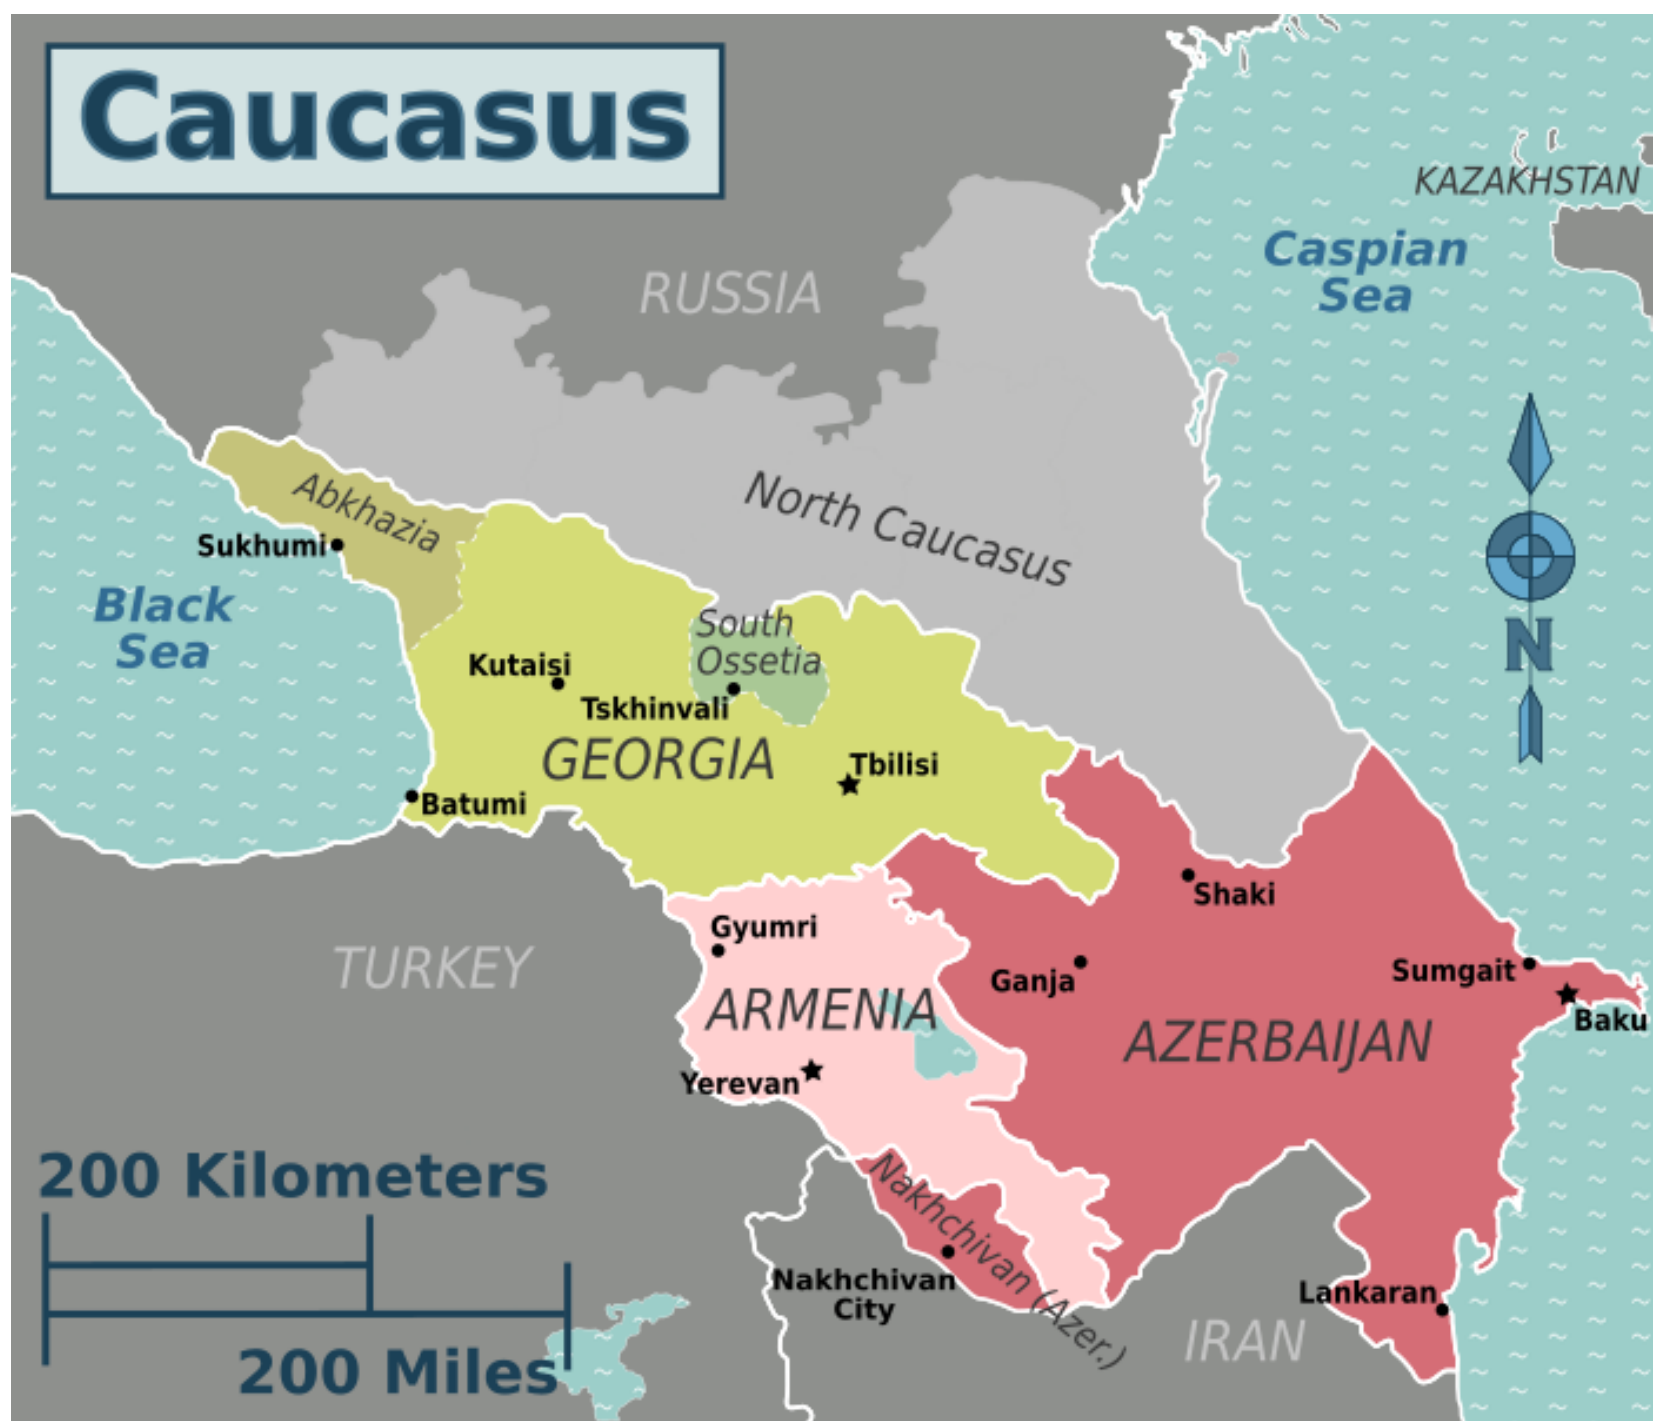 Caucasus
KAZAKHSTAN
Caspian
Sea
RUSSIA
Abkhazia
North Caucasus
Sukhumi
Black
Sea
South
Ossetia
Kutaisi
Tskhinvali
GEORGIA
Tbilisi
Batumi
N
Shaki
Gyumri
TURKEY
Ganja
Sumgait
ARMENIA
Baku
AZERBAIJAN
Yerevan
200 Kilometers
Nakhchivan (Azer.)
Nakhchivan
City
Lankaran
IRAN
200 Miles